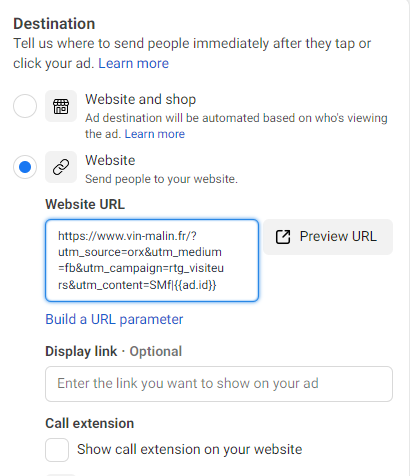 Destination
Tell us where to send people immediately after they tap or
click your ad. Learn more
Website and shop
Ad destination will be automated based on who's viewing
the ad. Learn more
Website
Send people to your website.
Website URL
https://www.vin-malin.fr/?
utm_source=orx&utm_medium
=fb&utm_campaign=rtg_visiteu
rs&utm_content=SMf|{{ad.id}}
Preview URL
Build a URL parameter
Display link · Optional
Enter the link you want to show on your ad
Call extension
Show call extension on your website